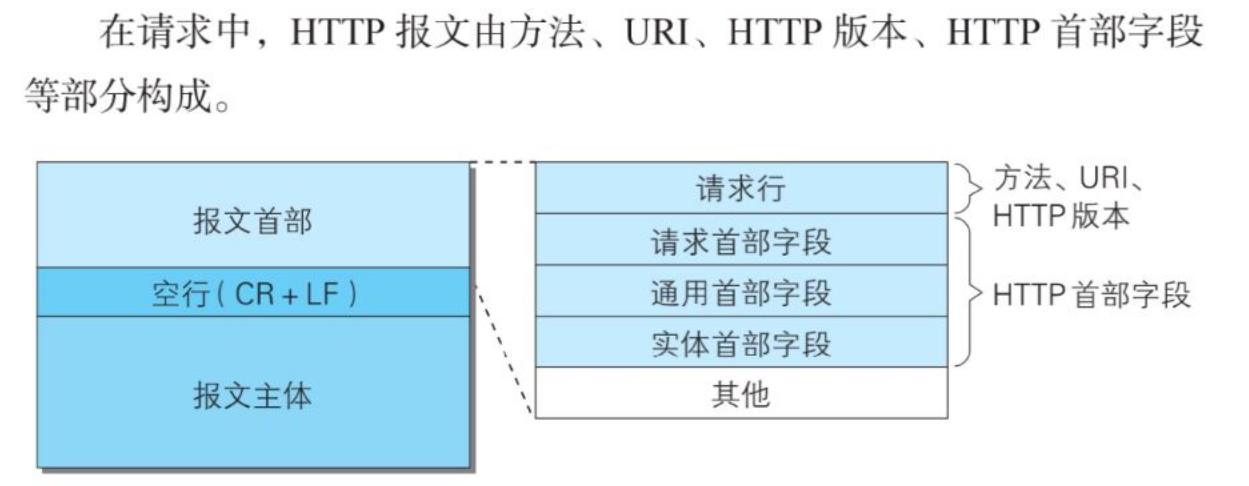 在请求中，HTTP 报文由方法、URI、HTTP 版本、HTTP 首部字段
等部分构成。
报文首部
空行（CR + LF）
报文主体
请求行
请求首部字段
通用首部字段
实体首部字段
其他
方法、URI、
HTTP 版本
HTTP 首部字段